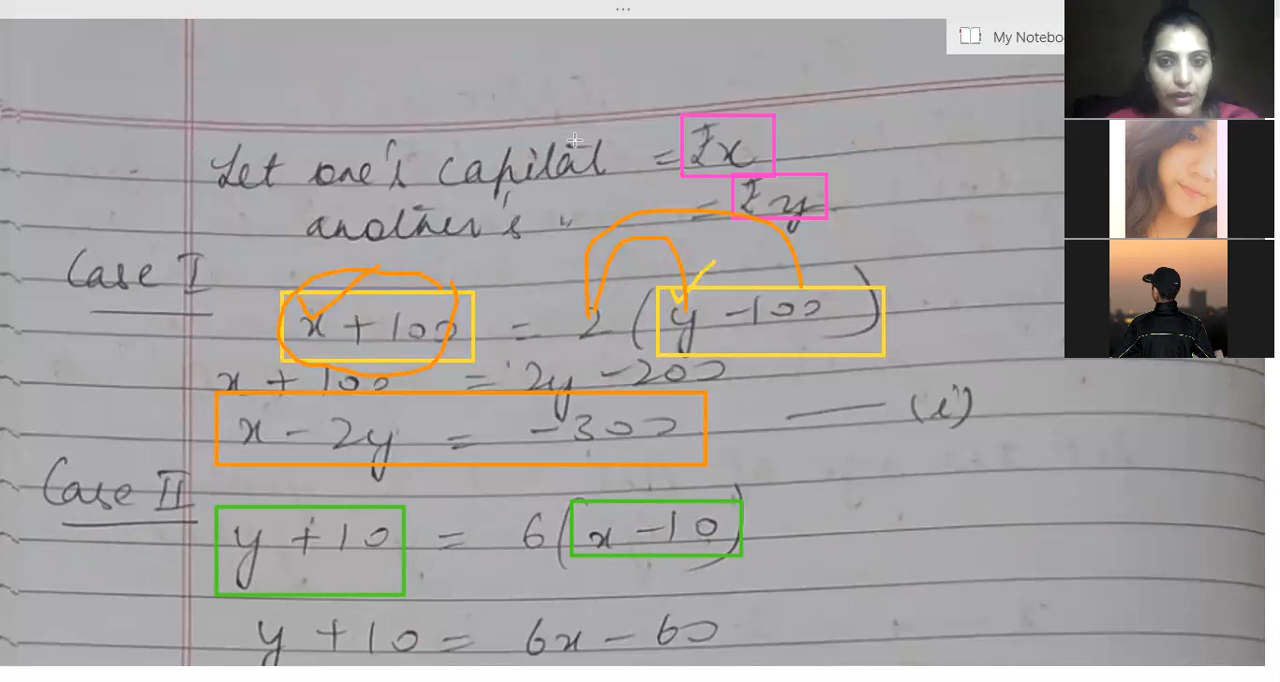 ...
My Notebo
Let one's capital = ₹x
another's " = ₹y
Case I
x + 100 = 2 (y - 100)
x + 100 = 2y - 200
x - 2y = -300 —— (i)
Case II
y + 10 = 6(x - 10)
y + 10 = 6x - 60